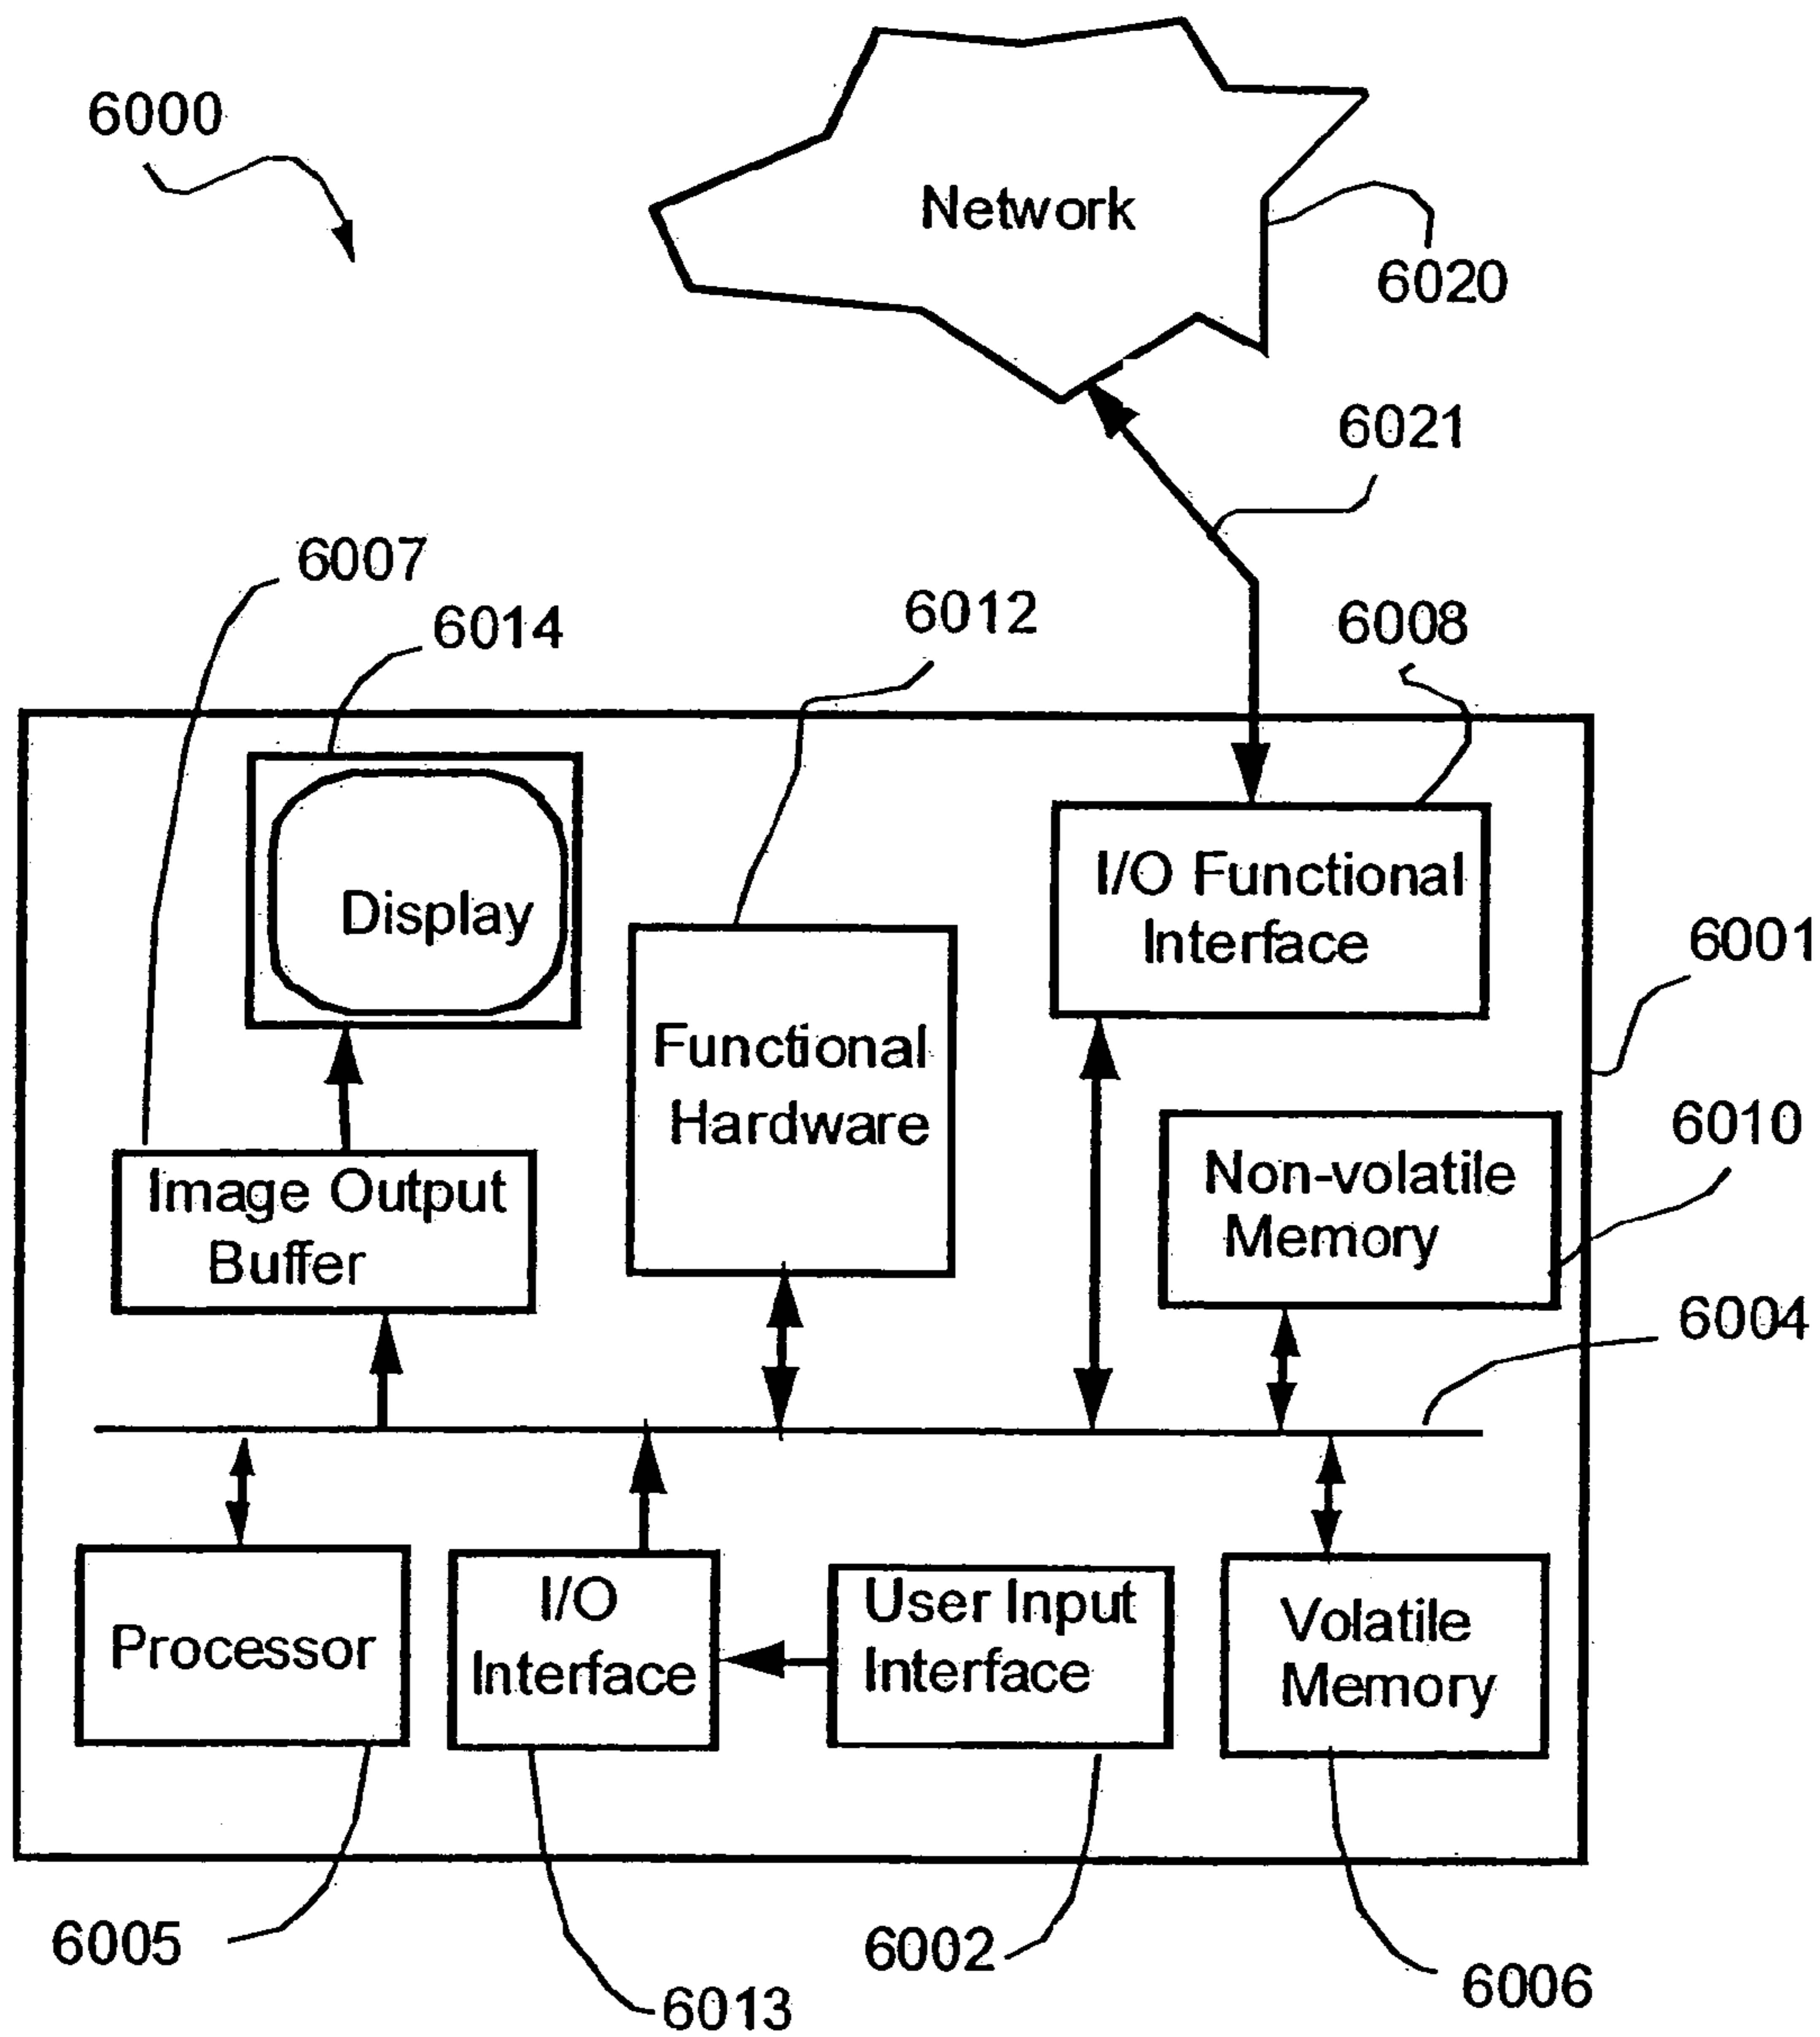 6000
Network
6020
6021
6007
6014
6012
6008
Display
I/O Functional
Interface
6001
Functional
Hardware
6010
Non-volatile
Memory
Image Output
Buffer
6004
Processor
I/O
Interface
User Input
Interface
Volatile
Memory
6005
6013
6002
6006